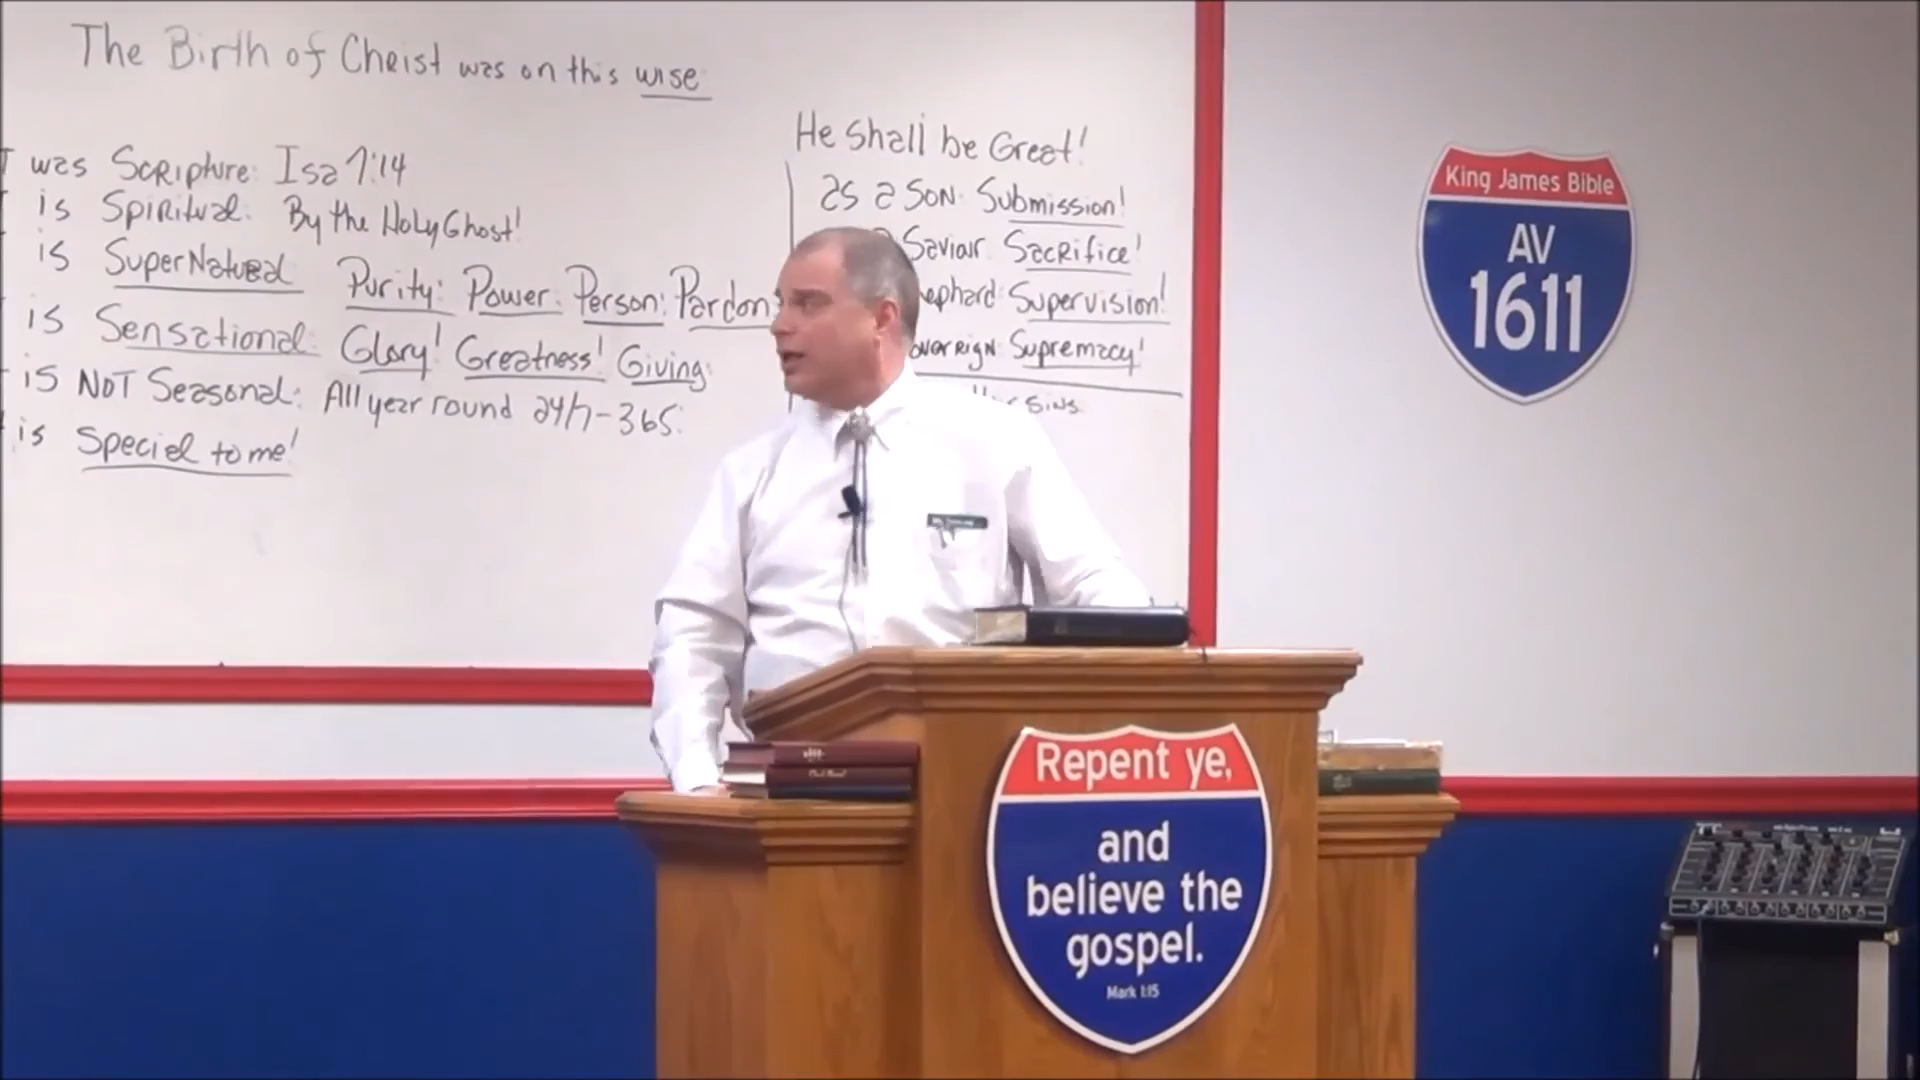 The Birth of Christ was on this wise
was Scripture: Isa 7:14
is Spiritual: By the Holy Ghost!
is SuperNatural Purity: Power: Person: Pardon
is Sensational: Glory! Greatness! Giving:
is Not Seasonal: All year round 24/7-365:
is Special to me!
He shall be Great!
as a Son: Submission!
Saviour Sacrifice!
Supervision!
Supremacy!
sins
King James Bible
AV
1611
Repent ye,
and
believe the
gospel.
Mark 1:15